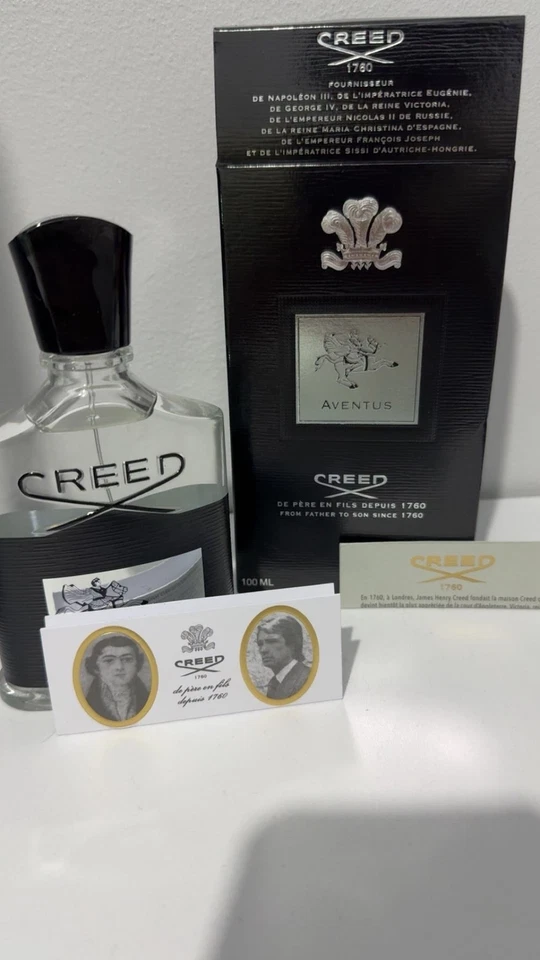 CREED
1760
FOURNISSEUR
DE NAPOLÉON III, DE L'IMPÉRATRICE EUGÉNIE,
DE GEORGE IV, DE LA REINE VICTORIA,
DE L'EMPEREUR NICOLAS II DE RUSSIE,
DE LA REINE MARIA CHRISTINA D'ESPAGNE,
DE L'EMPEREUR FRANÇOIS JOSEPH
ET DE L'IMPÉRATRICE SISSI D'AUTRICHE-HONGRIE.
AVENTUS
CREED
DE PÈRE EN FILS DEPUIS 1760
FROM FATHER TO SON SINCE 1760
100 ML
CREED
CREED
1760
de père en fils
depuis 1760
CREED
1760
En 1760, à Londres, James Henry Creed fondait la maison Creed